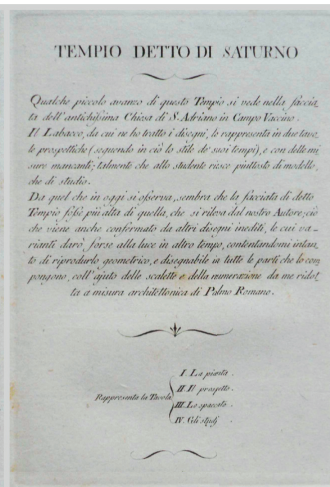 TEMPIO DETTO DI SATURNO
Qualche piccolo avanzo di questo Tempio si vede nella faccia-
ta dell'antichissima Chiesa di S. Adriano in Campo Vaccino.
Il Labacco, da cui ne ho tratto i disegni, lo rappresenta in due tavo-
le prospettiche (seguendo in ciò lo stile de' suoi tempi), e con delle mi-
sure mancanti; talmente che allo studente riesce piuttosto di modello,
che di studio.
Da quel che in oggi si osserva, sembra che la facciata di detto
Tempio fosse più alta di quella, che si rileva dal nostro Autore; ciò
che viene anche confermato da altri disegni inediti, le cui va-
rianti darò, forse alla luce in altro tempo, contentandomi intan-
to di riprodurlo geometrico, e disegnabile in tutte le parti che lo com-
pongono, coll'ajuto delle scalette e della numerazione da me ridot-
ta a misura architettonica di Palmo Romano.
I. La pianta.
II. Il prospetto.
Rappresenta la Tavola
III. Lo spaccato.
IV. Gli studj